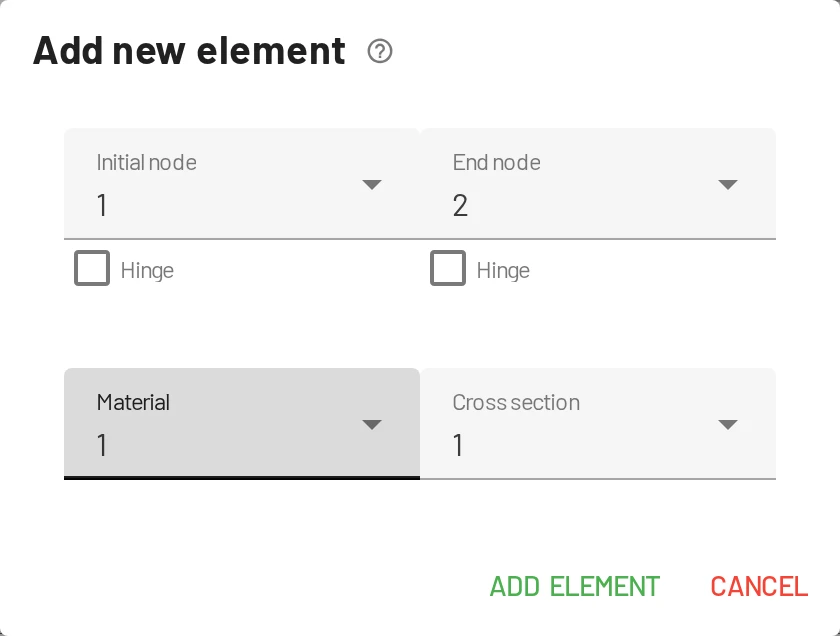 Add new element
Initial node
End node
1
2
Hinge
Hinge
Material
Cross section
1
1
ADD ELEMENT
CANCEL